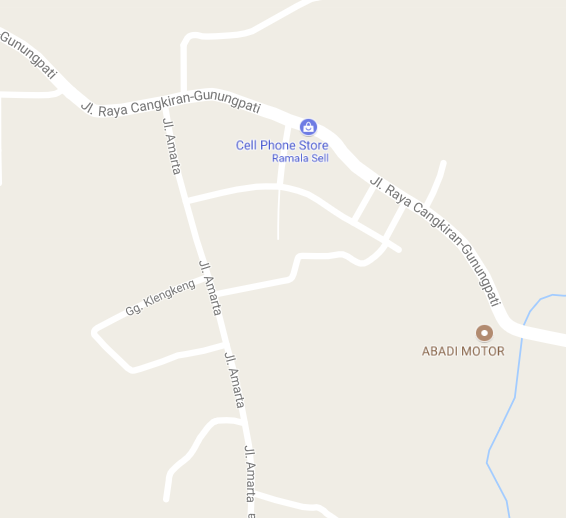 Gunungpati
Jl. Raya Cangkiran-Gunungpati
Jl. Amarta
Cell Phone Store
Ramala Sell
Jl. Raya Cangkiran-Gunungpati
Jl. Amarta
Gg. Klengkeng
ABADI MOTOR
Jl. Amarta
Jl. Amarta
e